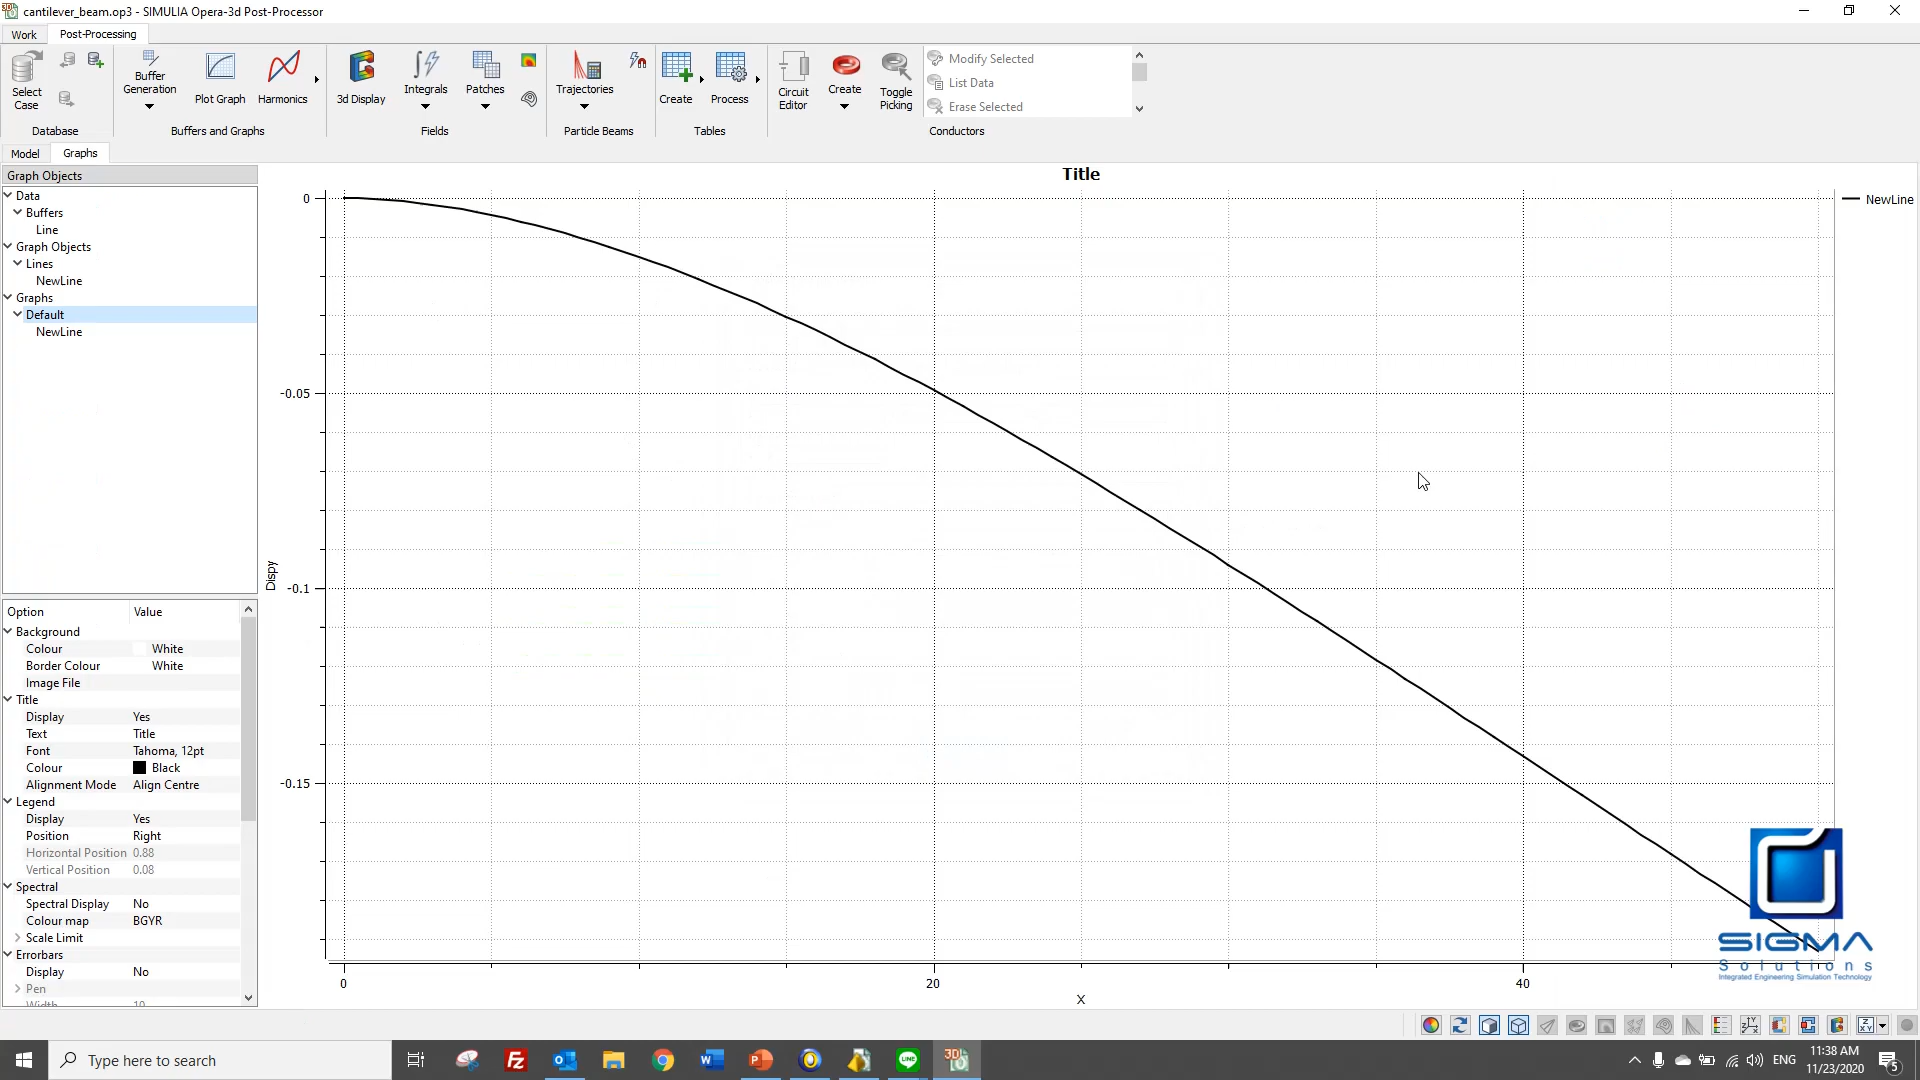 cantilever_beam.op3 - SIMULIA Opera-3d Post-Processor
Work
Post-Processing
Select
Case
Database
Buffer
Generation
Plot Graph
Harmonics
Buffers and Graphs
3d Display
Integrals
Patches
Fields
Trajectories
Particle Beams
Create
Process
Tables
Circuit
Editor
Create
Toggle
Picking
Modify Selected
List Data
Erase Selected
Conductors
Model
Graphs
Graph Objects
Data
Buffers
Line
Graph Objects
Lines
NewLine
Graphs
Default
NewLine
Option Value
Background
Colour White
Border Colour White
Image File
Title
Display Yes
Text Title
Font Tahoma, 12pt
Colour Black
Alignment Mode Align Centre
Legend
Display Yes
Position Right
Horizontal Position 0.88
Vertical Position 0.08
Spectral
Spectral Display No
Colour map BGYR
Scale Limit
Errorbars
Display No
Pen
Width 10
Title
NewLine
0
-0.05
-0.1
-0.15
Dispy
0
20
40
X
SIGMA
Solutions
Integrated Engineering Simulation Technology
Type here to search
ENG
11:38 AM
11/23/2020
5